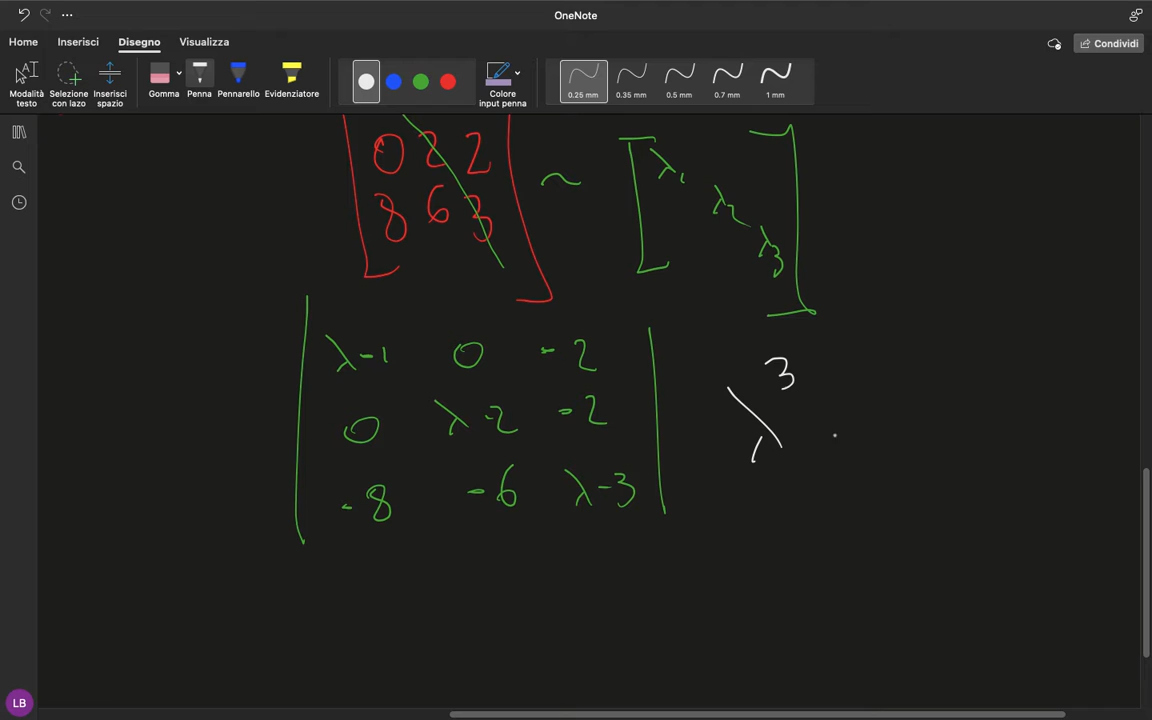 OneNote
Home Inserisci Disegno Visualizza
Condividi
Modalità testo
Selezione con lazo
Inserisci spazio
Gomma
Penna
Pennarello
Evidenziatore
Colore input penna
0.25 mm
0.35 mm
0.5 mm
0.7 mm
1 mm
0 2 2 ~ λ1
8 6 3 λ2
λ3
λ-1 0 -2
0 λ-2 -2
-8 -6 λ-3
λ³
LB